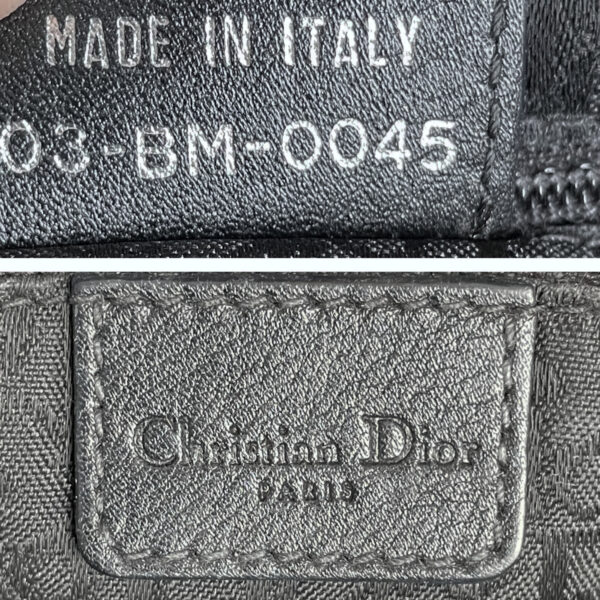 MADE IN ITALY
03-BM-0045
Christian Dior
PARIS